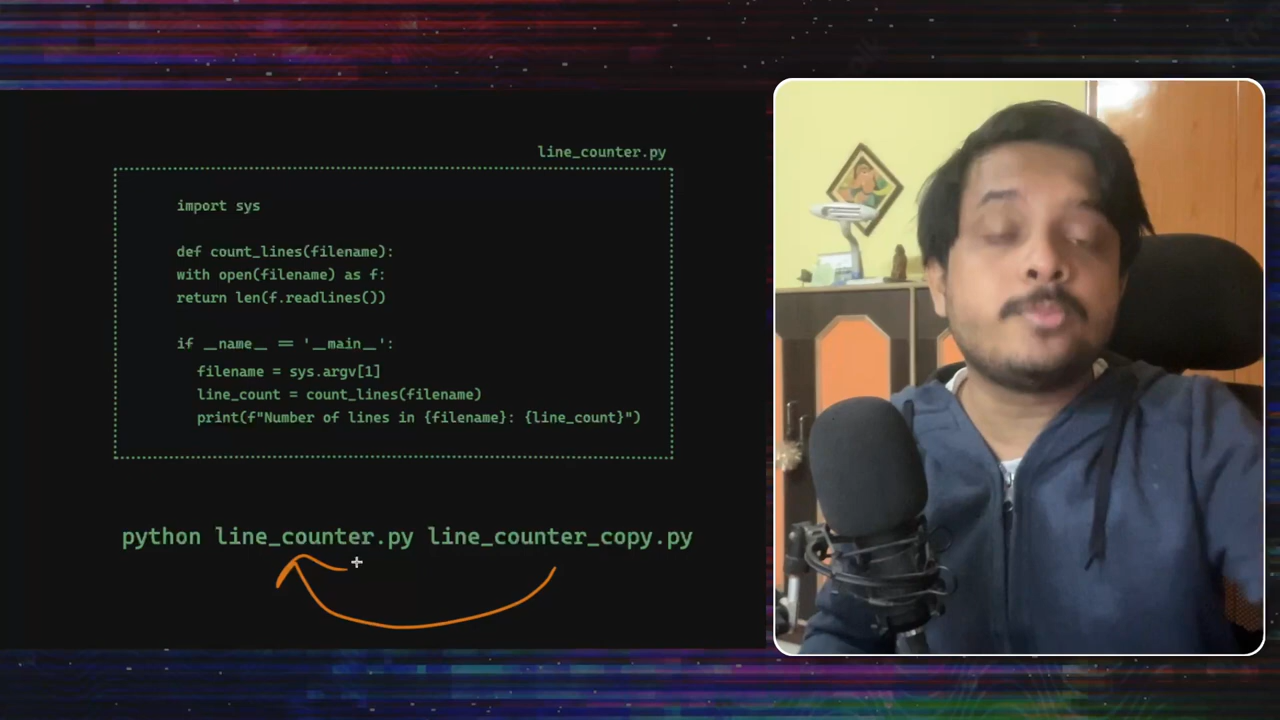 line_counter.py
import sys
def count_lines(filename):
with open(filename) as f:
return len(f.readlines())
if __name__ == '__main__':
filename = sys.argv[1]
line_count = count_lines(filename)
print(f"Number of lines in {filename}: {line_count}")
python line_counter.py line_counter_copy.py